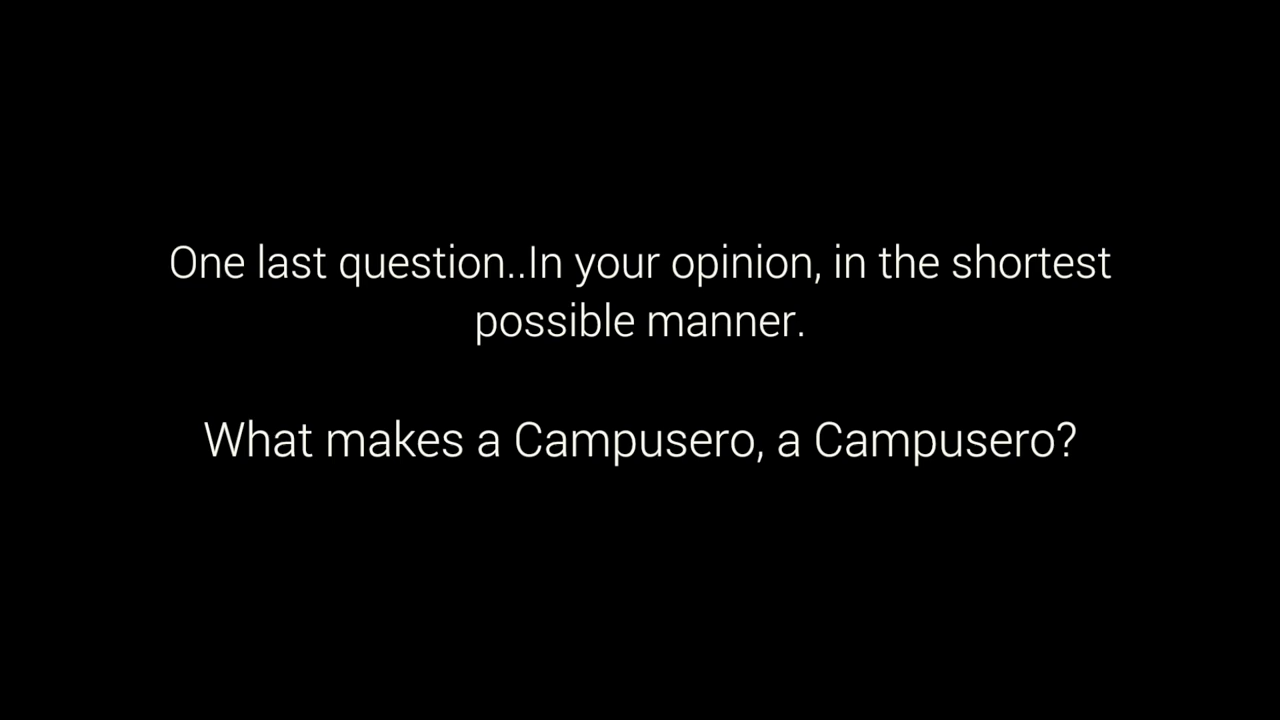 One last question..In your opinion, in the shortest
possible manner.
What makes a Campusero, a Campusero?